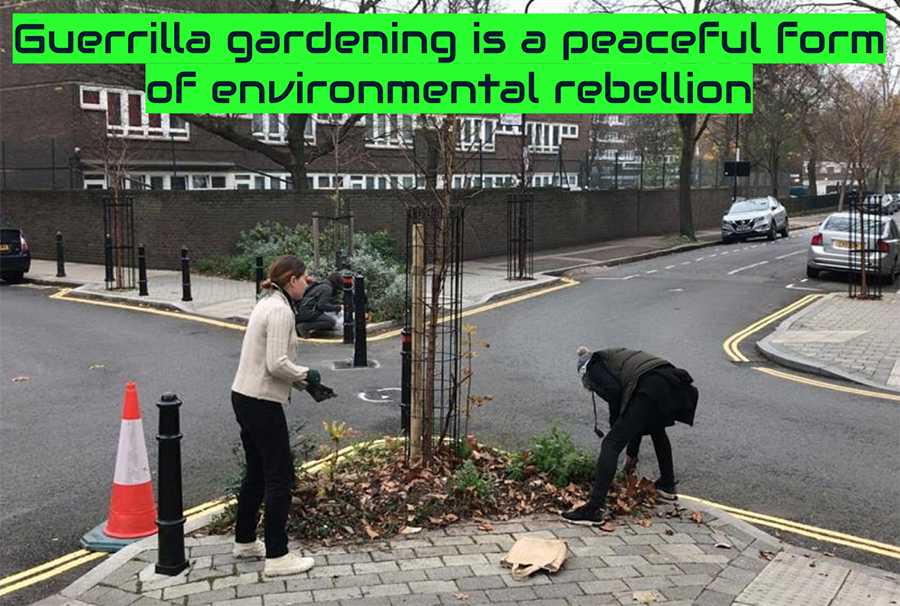 Guerrilla gardening is a peaceful form
of environmental rebellion